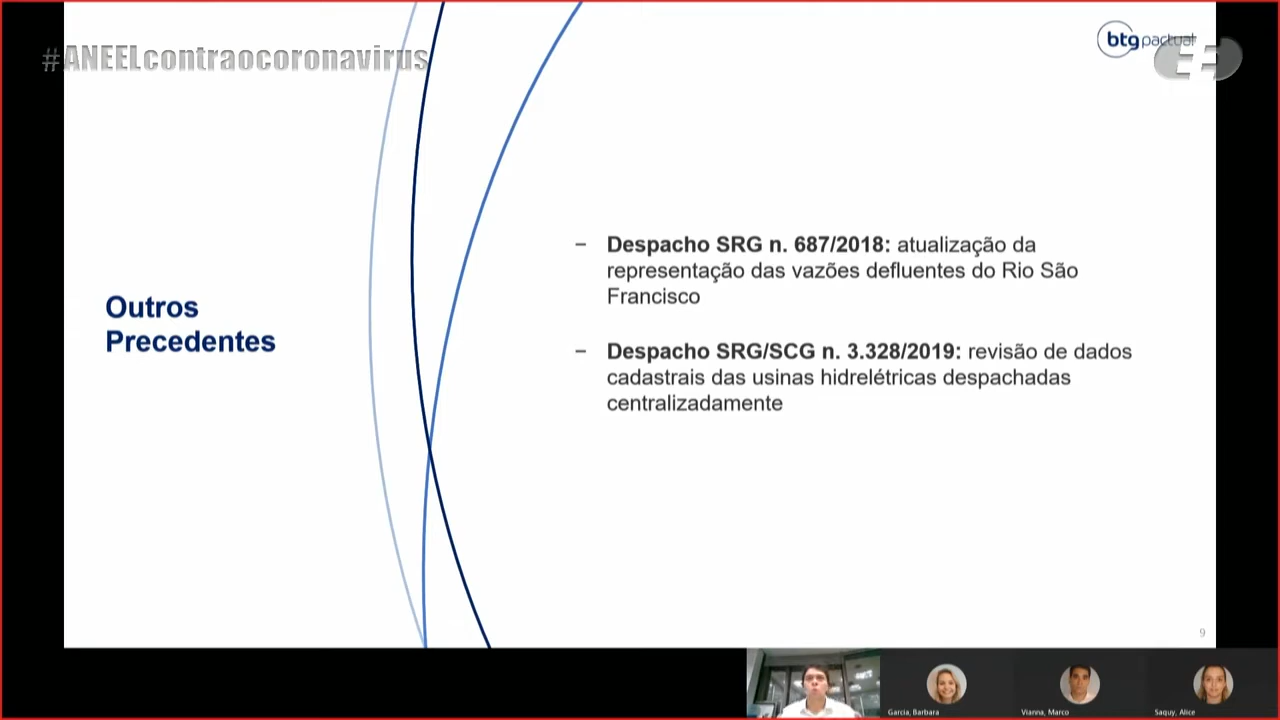 #ANEELcontraocoronavirus
btg pactual
Outros
Precedentes
– Despacho SRG n. 687/2018: atualização da
representação das vazões defluentes do Rio São
Francisco
– Despacho SRG/SCG n. 3.328/2019: revisão de dados
cadastrais das usinas hidrelétricas despachadas
centralizadamente
9
Garcia, Barbara
Vianna, Marco
Saquy, Alice